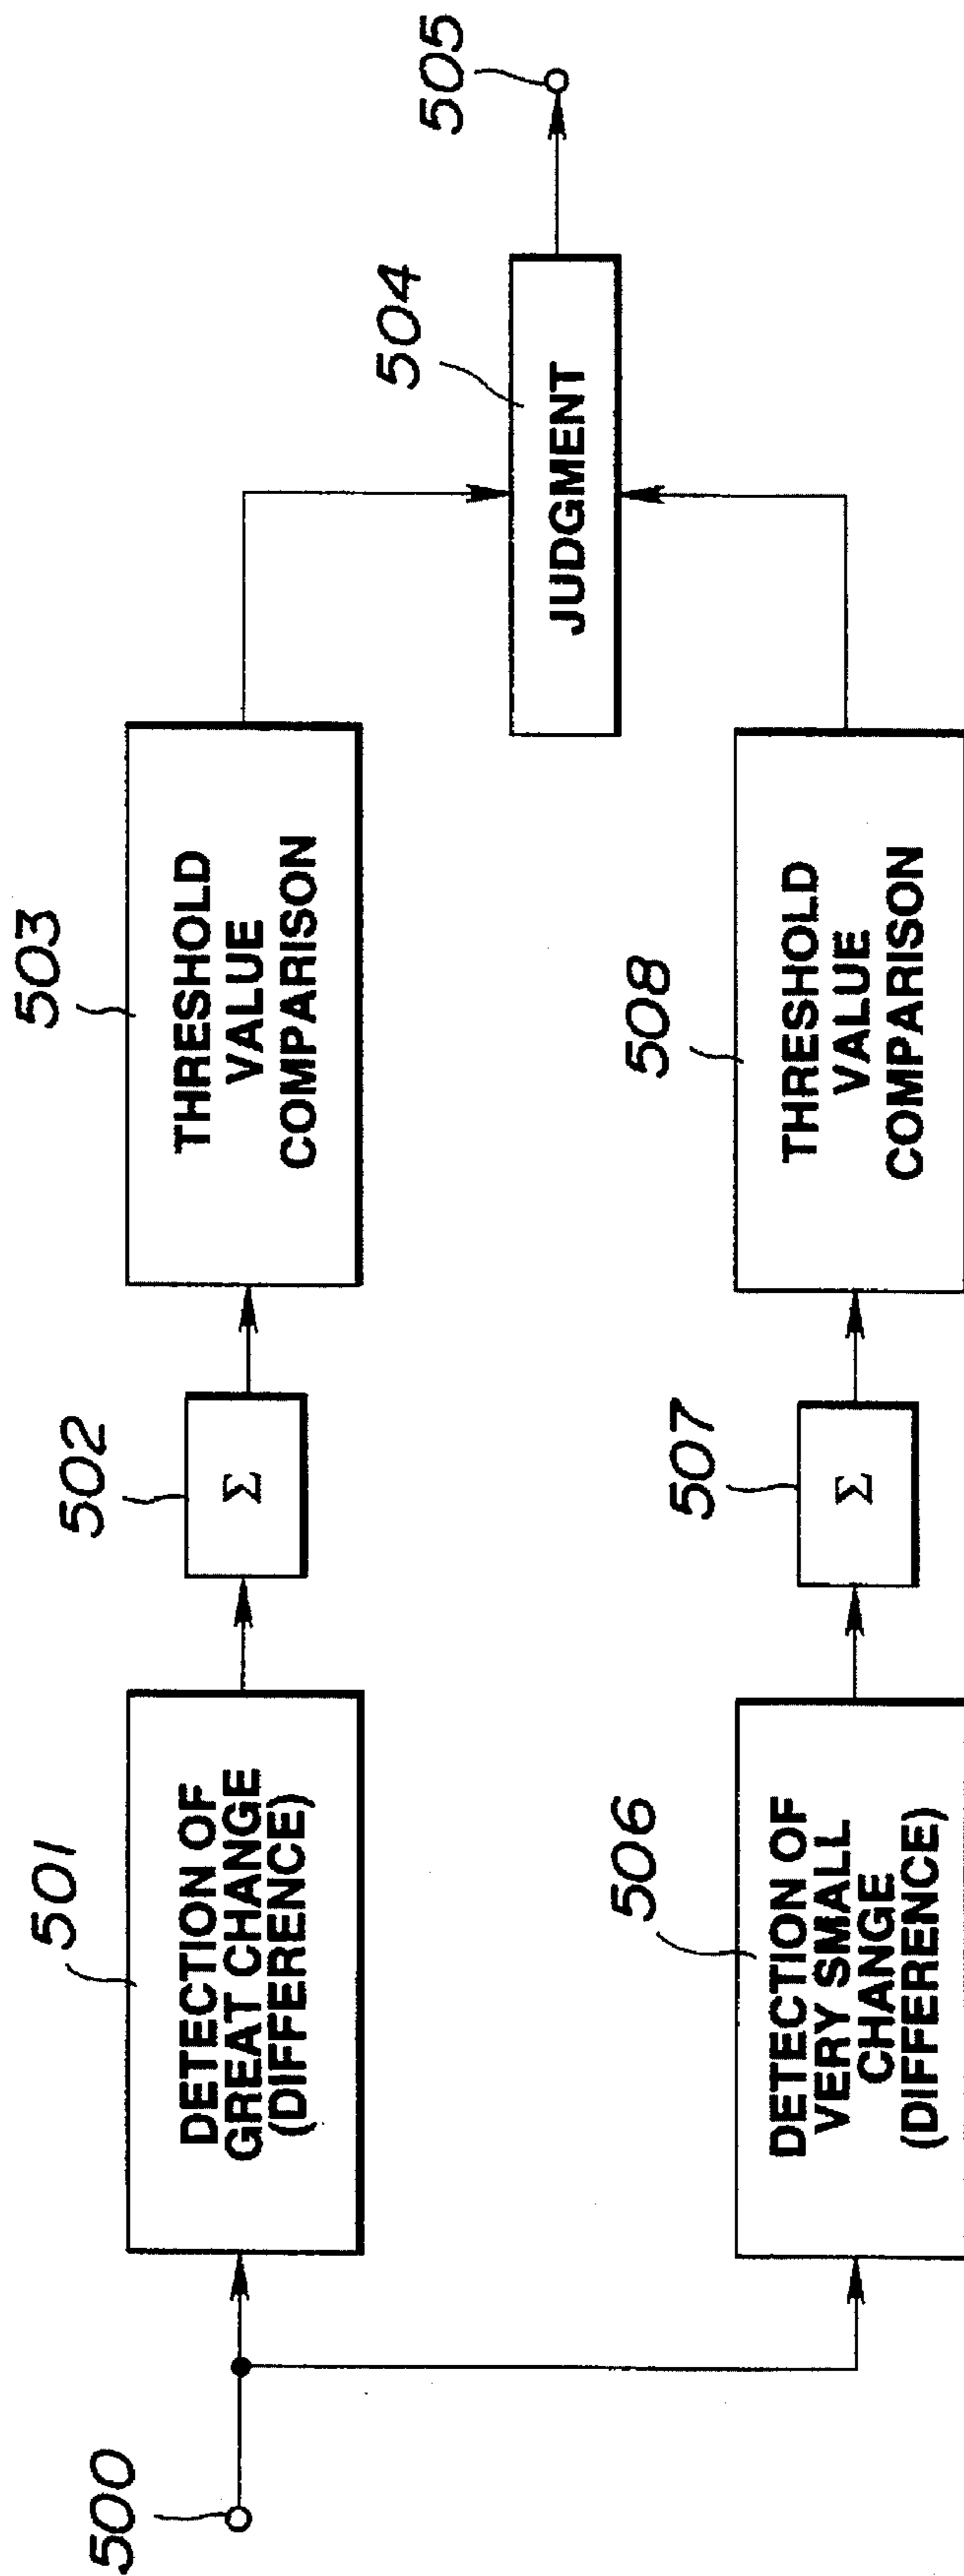 500
501
DETECTION OF
GREAT CHANGE
(DIFFERENCE)
502
Σ
503
THRESHOLD
VALUE
COMPARISON
504
JUDGMENT
505
506
DETECTION OF
VERY SMALL
CHANGE
(DIFFERENCE)
507
Σ
508
THRESHOLD
VALUE
COMPARISON